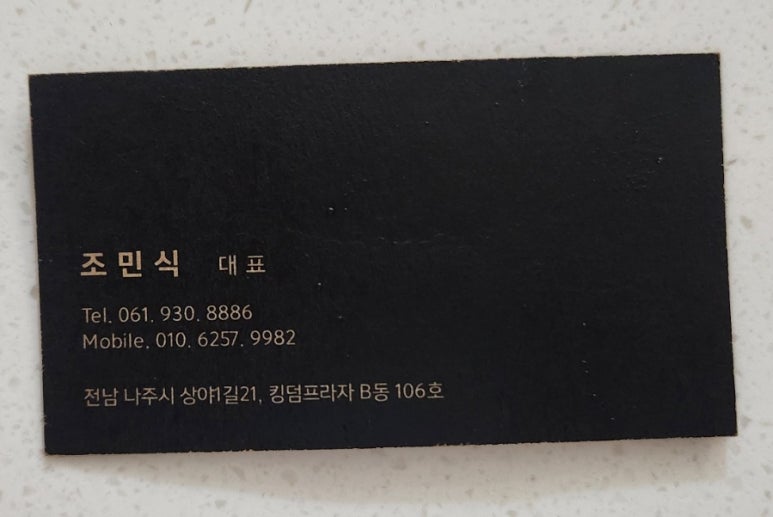 조민식 대표
Tel. 061. 930. 8886
Mobile. 010. 6257. 9982
전남 나주시 상야1길21, 킹덤프라자 B동 106호